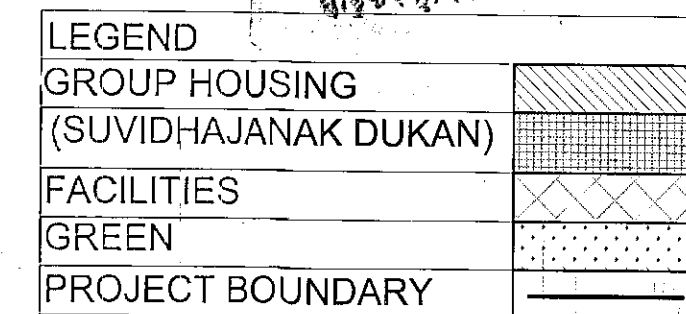 LEGEND
GROUP HOUSING
(SUVIDHAJANAK DUKAN)
FACILITIES
GREEN
PROJECT BOUNDARY